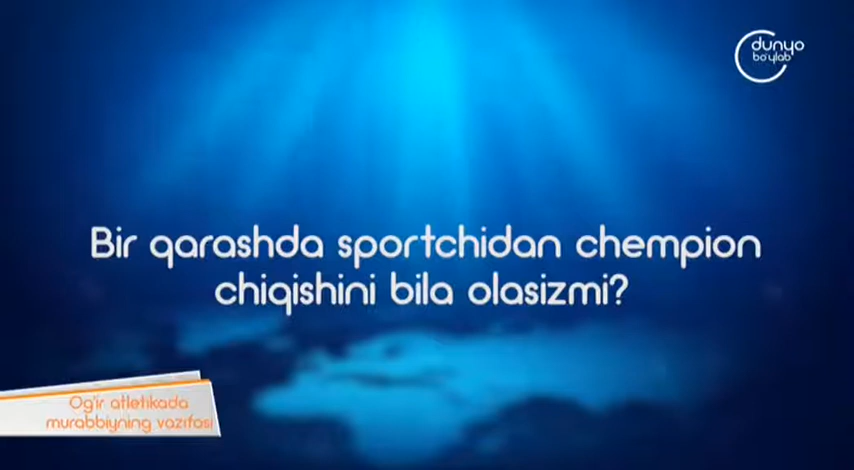 dunyo
bo'ylab
Bir qarashda sportchidan chempion
chiqishini bila olasizmi?
Og'ir atletikada
murabbiyning vazifasi